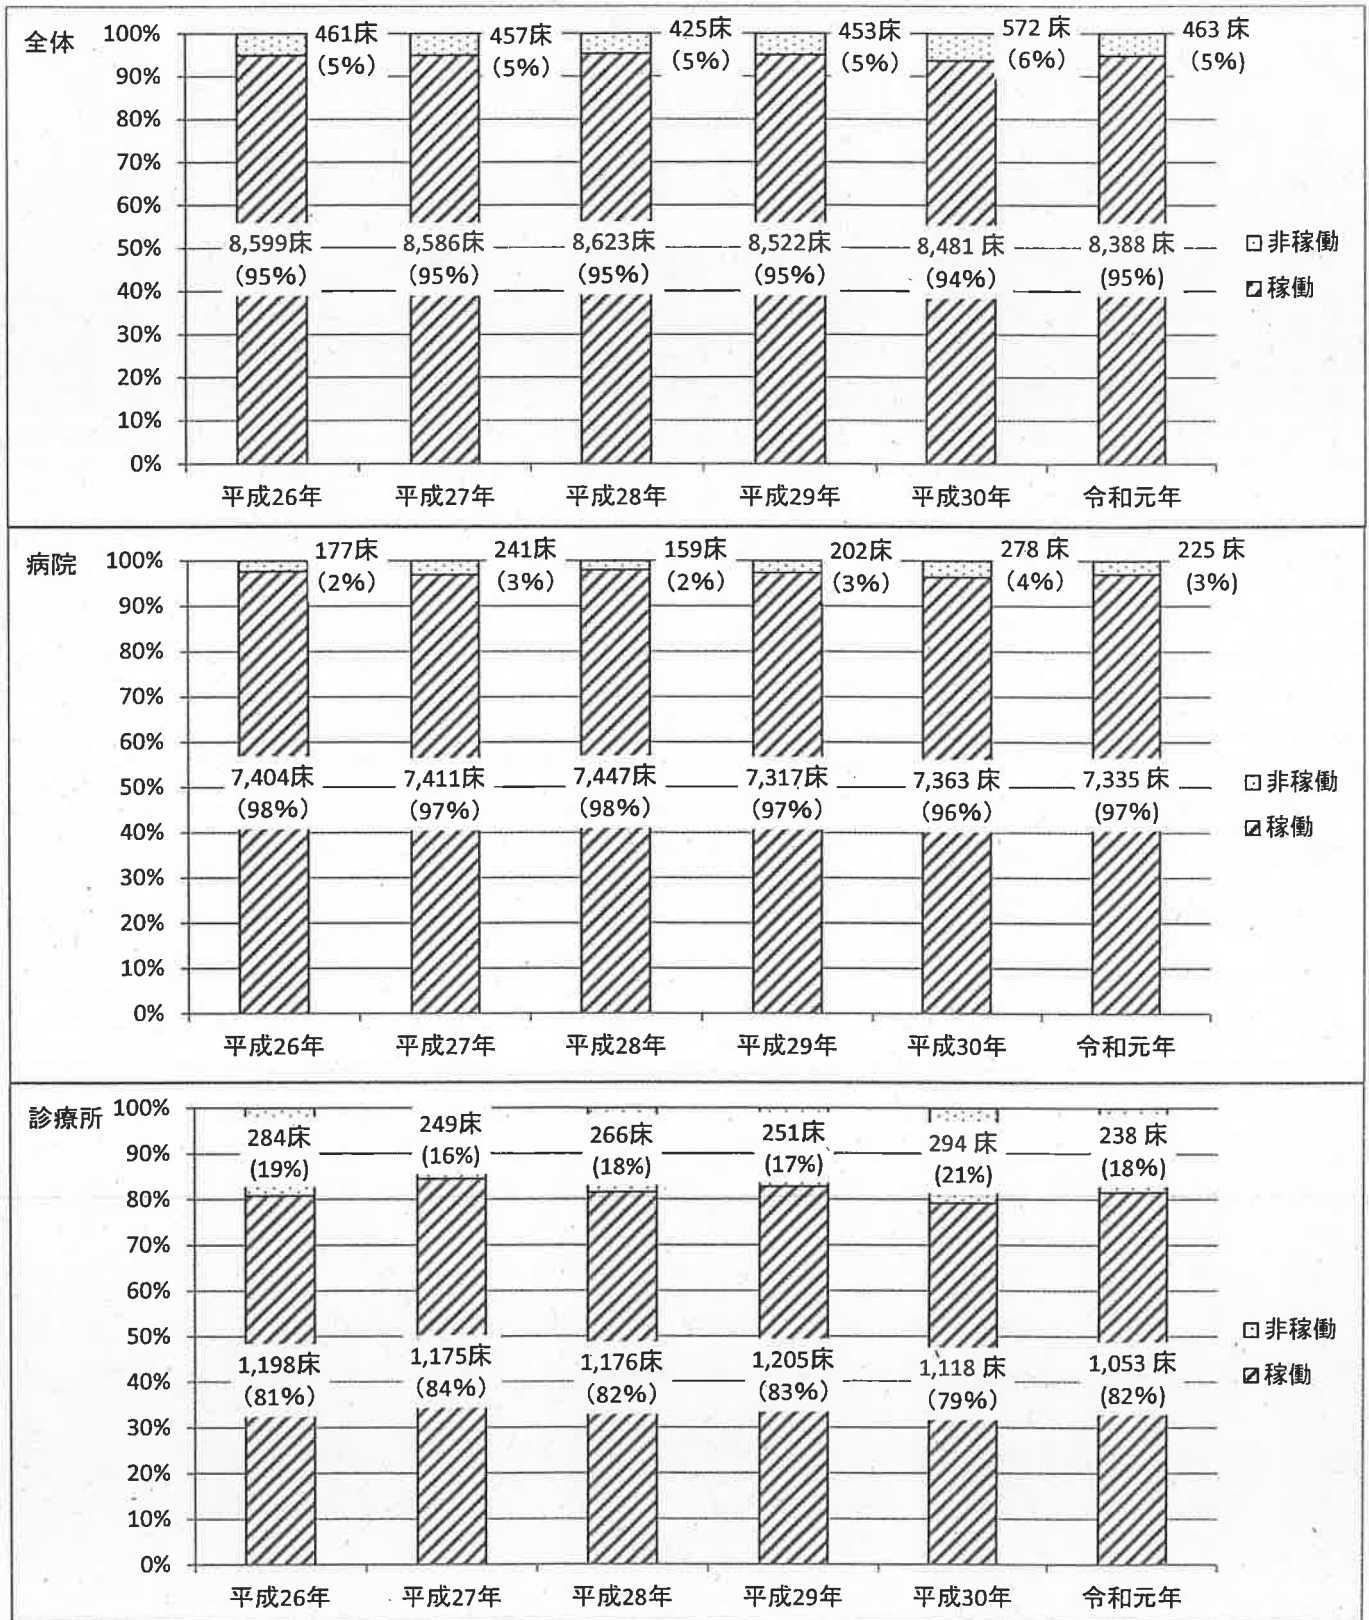 全体
100%
90%
80%
70%
60%
50%
40%
30%
20%
10%
0%
461床
(5%)
457床
(5%)
425床
(5%)
453床
(5%)
572 床
(6%)
463 床
(5%)
8,599床
(95%)
8,586床
(95%)
8,623床
(95%)
8,522床
(95%)
8,481 床
(94%)
8,388 床
(95%)
非稼働
稼働
平成26年
平成27年
平成28年
平成29年
平成30年
令和元年
病院
100%
90%
80%
70%
60%
50%
40%
30%
20%
10%
0%
177床
(2%)
241床
(3%)
159床
(2%)
202床
(3%)
278 床
(4%)
225 床
(3%)
7,404床
(98%)
7,411床
(97%)
7,447床
(98%)
7,317床
(97%)
7,363 床
(96%)
7,335 床
(97%)
非稼働
稼働
平成26年
平成27年
平成28年
平成29年
平成30年
令和元年
診療所
100%
90%
80%
70%
60%
50%
40%
30%
20%
10%
0%
284床
(19%)
249床
(16%)
266床
(18%)
251床
(17%)
294 床
(21%)
238 床
(18%)
1,198床
(81%)
1,175床
(84%)
1,176床
(82%)
1,205床
(83%)
1,118 床
(79%)
1,053 床
(82%)
非稼働
稼働
平成26年
平成27年
平成28年
平成29年
平成30年
令和元年